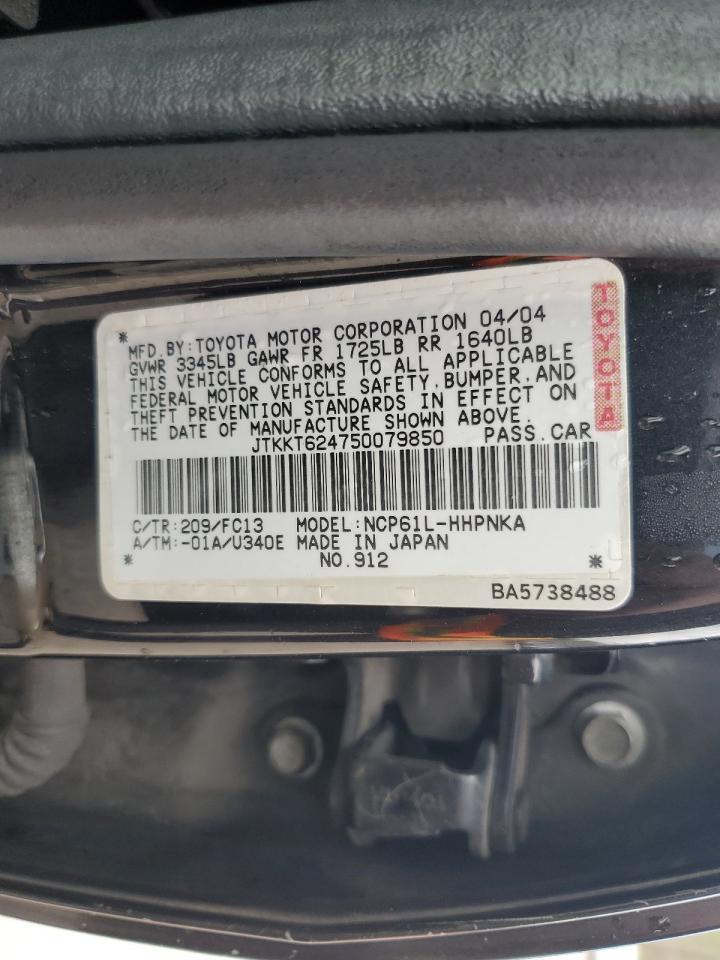 *
MFD.BY:TOYOTA MOTOR CORPORATION 04/04
GVWR 3345LB GAWR FR 1725LB RR 1640LB
THIS VEHICLE CONFORMS TO ALL APPLICABLE
FEDERAL MOTOR VEHICLE SAFETY,BUMPER,AND
THEFT PREVENTION STANDARDS IN EFFECT ON
THE DATE OF MANUFACTURE SHOWN ABOVE.
JTKKT624750079850 PASS.CAR
TOYOTA
C/TR:209/FC13 MODEL:NCP61L-HHPNKA
A/TM:-01A/U340E MADE IN JAPAN
* NO.912 *
BA5738488